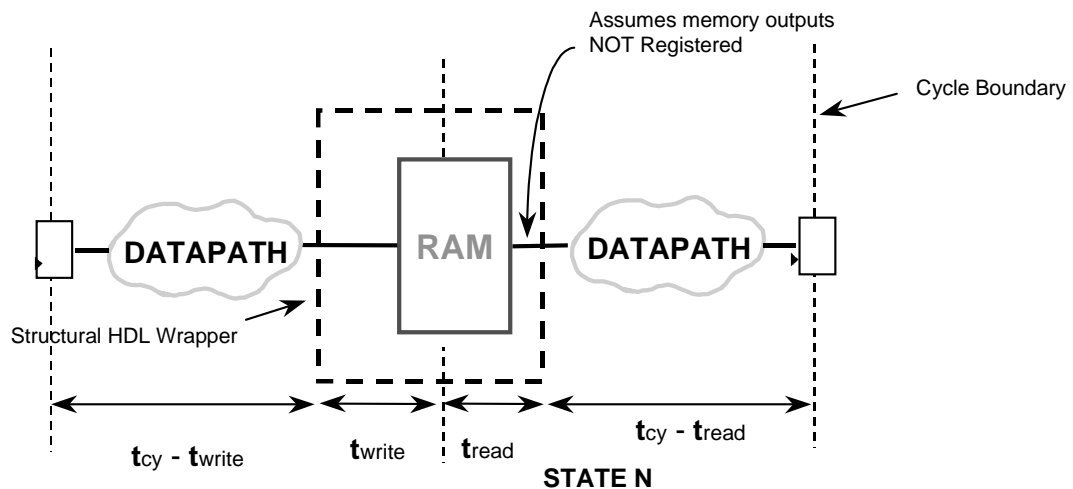 Assumes memory outputs
NOT Registered
Cycle Boundary
DATAPATH
RAM
DATAPATH
Structural HDL Wrapper
tcy - twrite
twrite
tread
tcy - tread
STATE N